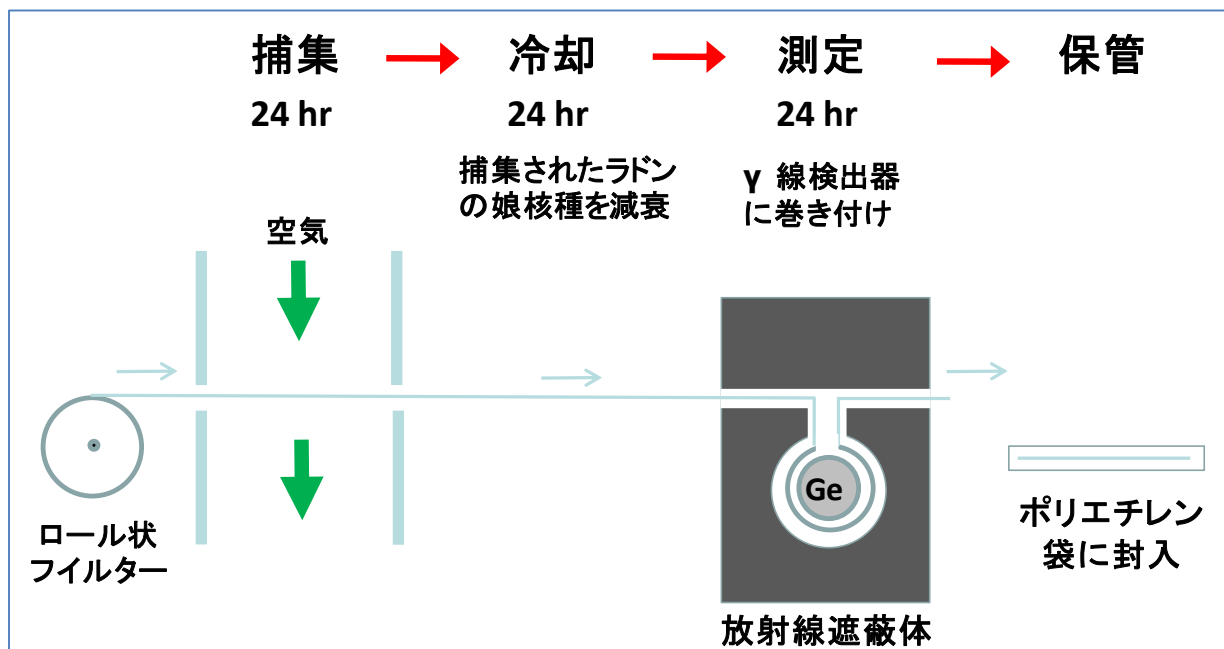 捕集
冷却
測定
保管
24 hr
24 hr
24 hr
捕集されたラドン
の娘核種を減衰
γ 線検出器
に巻き付け
空気
Ge
ロール状
フイルター
ポリエチレン
袋に封入
放射線遮蔽体